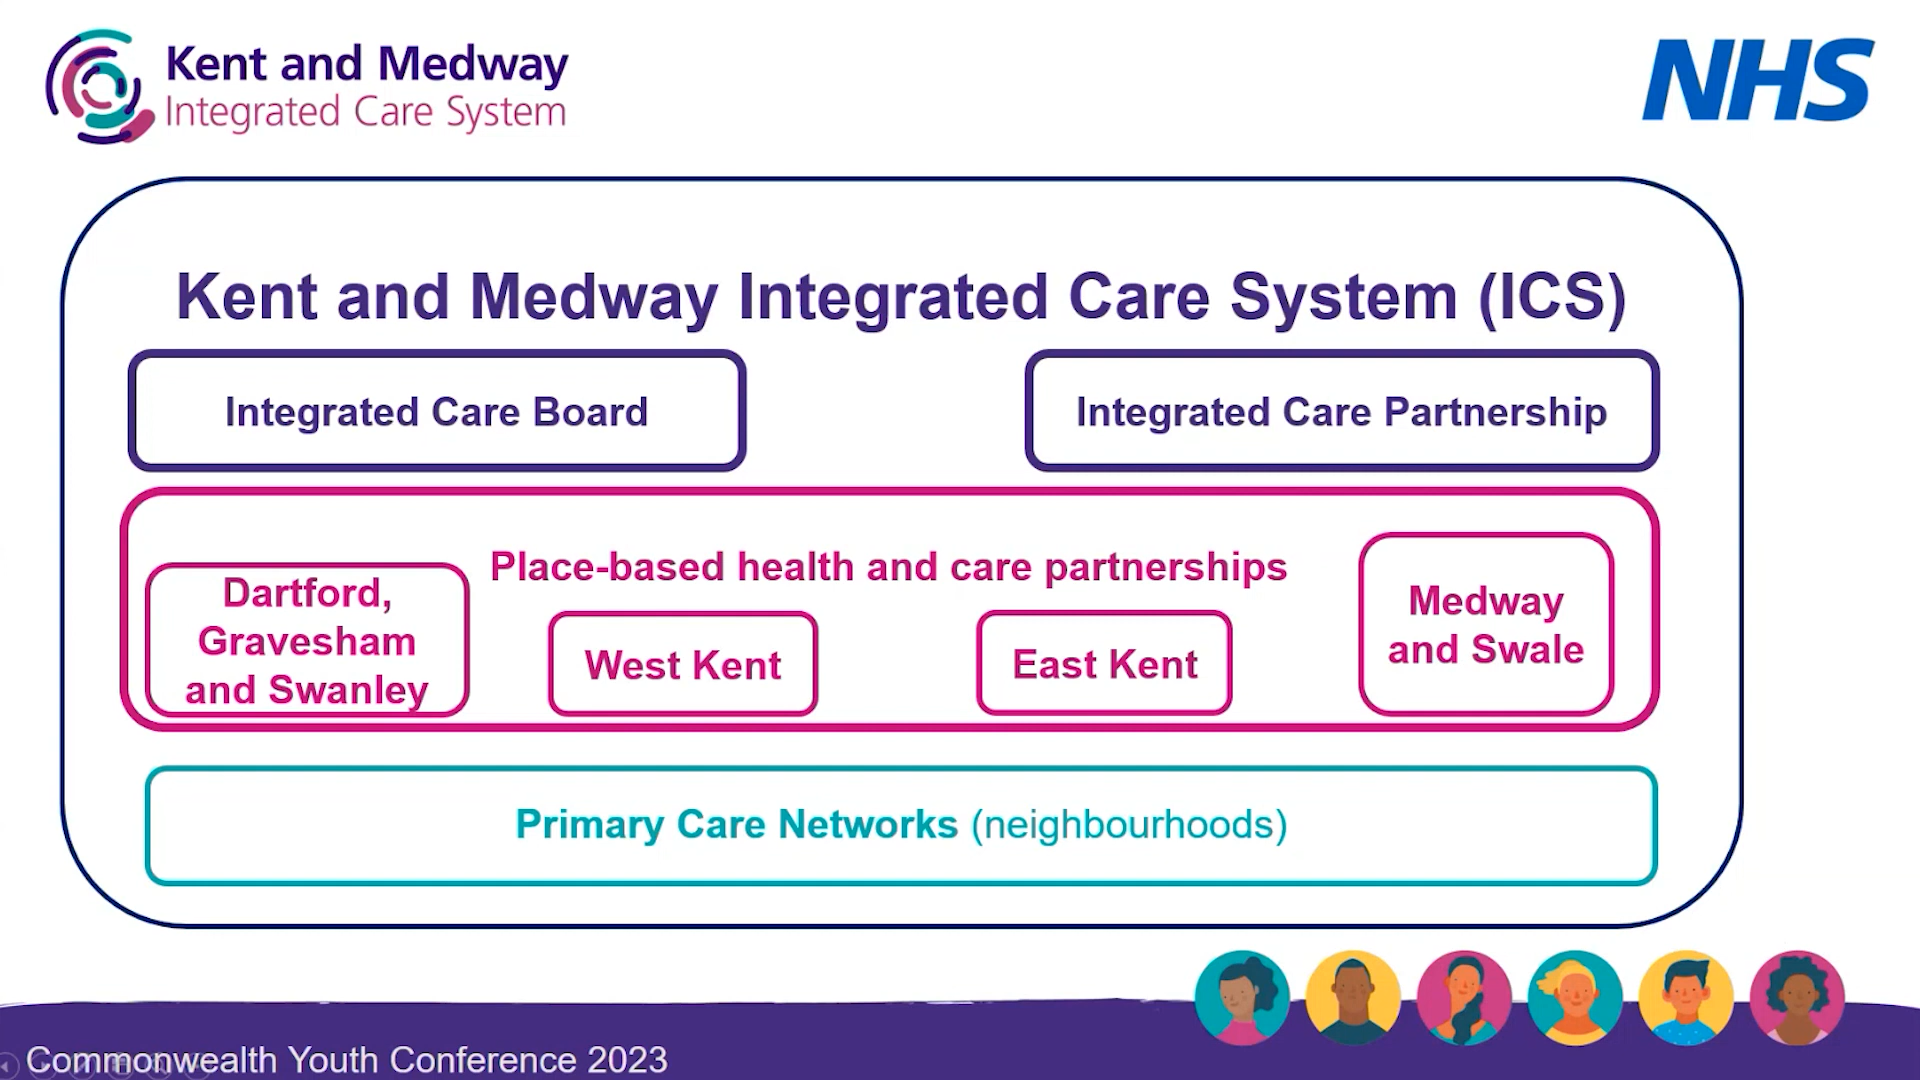 Kent and Medway
Integrated Care System
NHS
Kent and Medway Integrated Care System (ICS)
Integrated Care Board
Integrated Care Partnership
Place-based health and care partnerships
Dartford,
Gravesham
and Swanley
West Kent
East Kent
Medway
and Swale
Primary Care Networks (neighbourhoods)
Commonwealth Youth Conference 2023